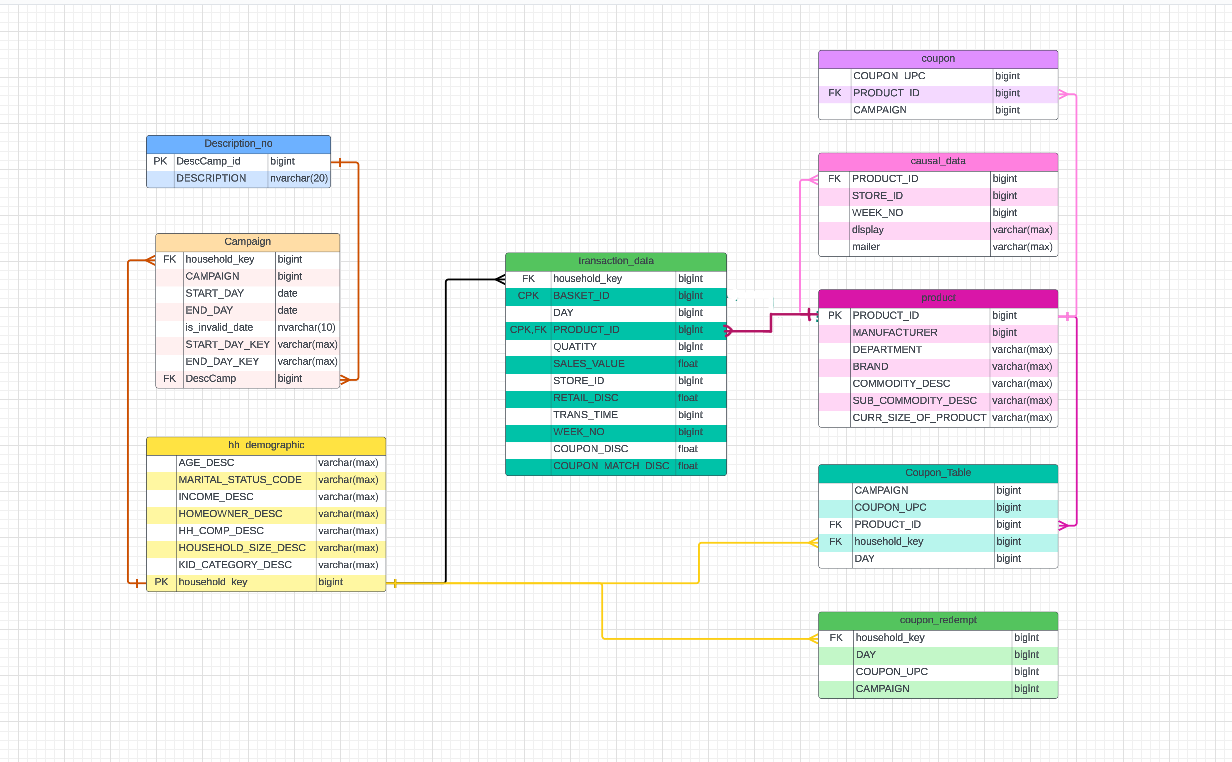 coupon
COUPON_UPC bigint
FK PRODUCT_ID bigint
CAMPAIGN bigint
Description_no
PK DescCamp_id bigint
DESCRIPTION nvarchar(20)
causal_data
FK PRODUCT_ID bigint
STORE_ID bigint
WEEK_NO bigint
display varchar(max)
mailer varchar(max)
Campaign
FK household_key bigint
CAMPAIGN bigint
START_DAY date
END_DAY date
is_invalid_date nvarchar(10)
START_DAY_KEY varchar(max)
END_DAY_KEY varchar(max)
FK DescCamp bigint
transaction_data
FK household_key bigint
CPK BASKET_ID bigint
DAY bigint
CPK,FK PRODUCT_ID bigint
QUATITY bigint
SALES_VALUE float
STORE_ID bigint
RETAIL_DISC float
TRANS_TIME bigint
WEEK_NO bigint
COUPON_DISC float
COUPON_MATCH_DISC float
product
PK PRODUCT_ID bigint
MANUFACTURER bigint
DEPARTMENT varchar(max)
BRAND varchar(max)
COMMODITY_DESC varchar(max)
SUB_COMMODITY_DESC varchar(max)
CURR_SIZE_OF_PRODUCT varchar(max)
hh_demographic
AGE_DESC varchar(max)
MARITAL_STATUS_CODE varchar(max)
INCOME_DESC varchar(max)
HOMEOWNER_DESC varchar(max)
HH_COMP_DESC varchar(max)
HOUSEHOLD_SIZE_DESC varchar(max)
KID_CATEGORY_DESC varchar(max)
PK household_key bigint
Coupon_Table
CAMPAIGN bigint
COUPON_UPC bigint
FK PRODUCT_ID bigint
FK household_key bigint
DAY bigint
coupon_redempt
FK household_key bigint
DAY bigint
COUPON_UPC bigint
CAMPAIGN bigint